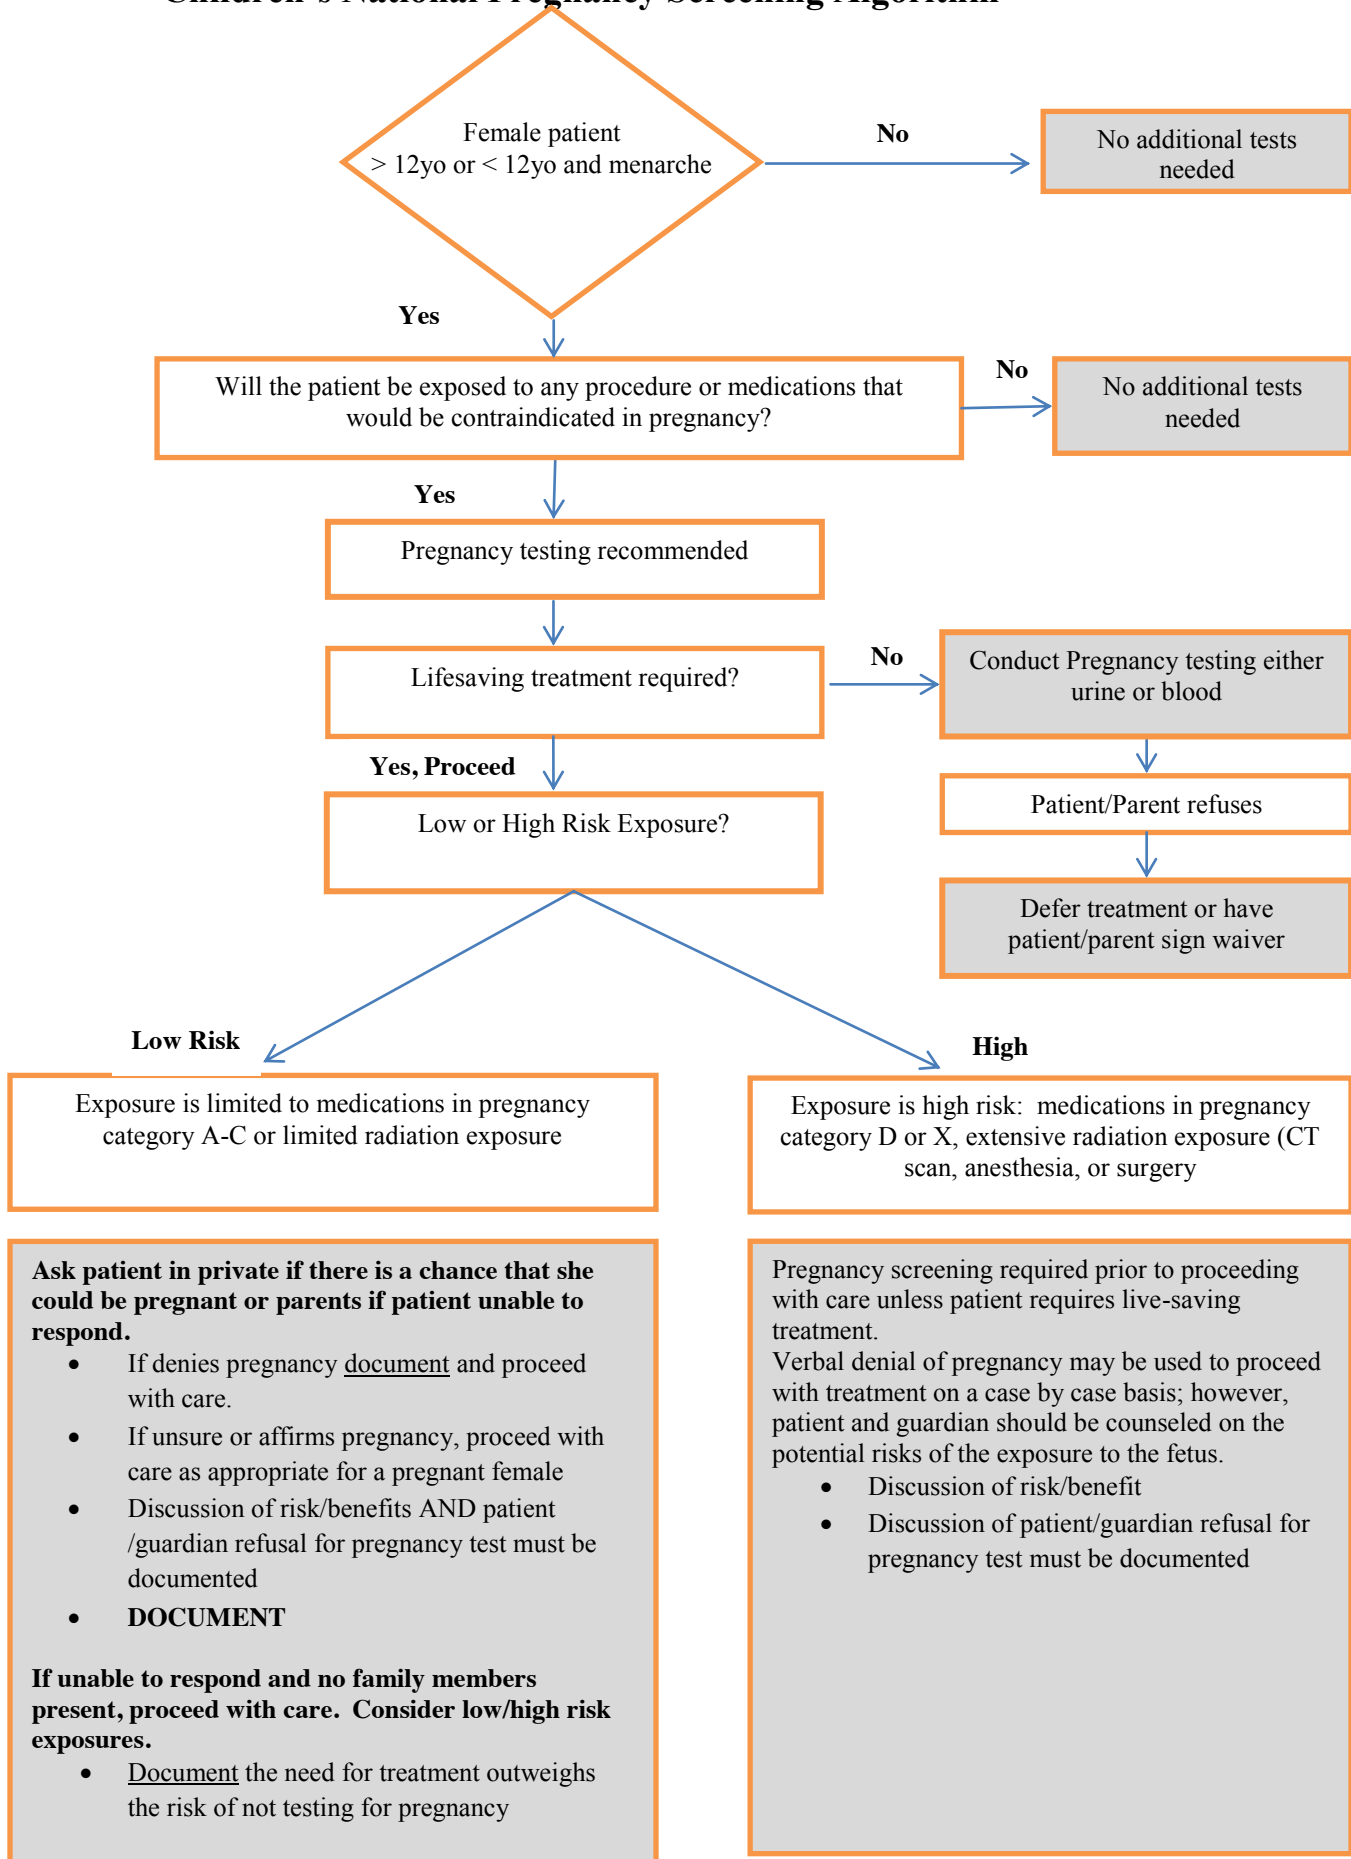 Children's National Pregnancy Screening Algorithm
Female patient
> 12yo or < 12yo and menarche
No
No additional tests
needed
Yes
Will the patient be exposed to any procedure or medications that
would be contraindicated in pregnancy?
No
No additional tests
needed
Yes
Pregnancy testing recommended
Lifesaving treatment required?
No
Conduct Pregnancy testing either
urine or blood
Yes, Proceed
Patient/Parent refuses
Low or High Risk Exposure?
Defer treatment or have
patient/parent sign waiver
Low Risk
High
Exposure is limited to medications in pregnancy
category A-C or limited radiation exposure
Exposure is high risk:  medications in pregnancy
category D or X, extensive radiation exposure (CT
scan, anesthesia, or surgery
Ask patient in private if there is a chance that she
could be pregnant or parents if patient unable to
respond.
• If denies pregnancy document and proceed
with care.
• If unsure or affirms pregnancy, proceed with
care as appropriate for a pregnant female
• Discussion of risk/benefits AND patient
/guardian refusal for pregnancy test must be
documented
• DOCUMENT
If unable to respond and no family members
present, proceed with care.  Consider low/high risk
exposures.
• Document the need for treatment outweighs
the risk of not testing for pregnancy
Pregnancy screening required prior to proceeding
with care unless patient requires live-saving
treatment.
Verbal denial of pregnancy may be used to proceed
with treatment on a case by case basis; however,
patient and guardian should be counseled on the
potential risks of the exposure to the fetus.
• Discussion of risk/benefit
• Discussion of patient/guardian refusal for
pregnancy test must be documented